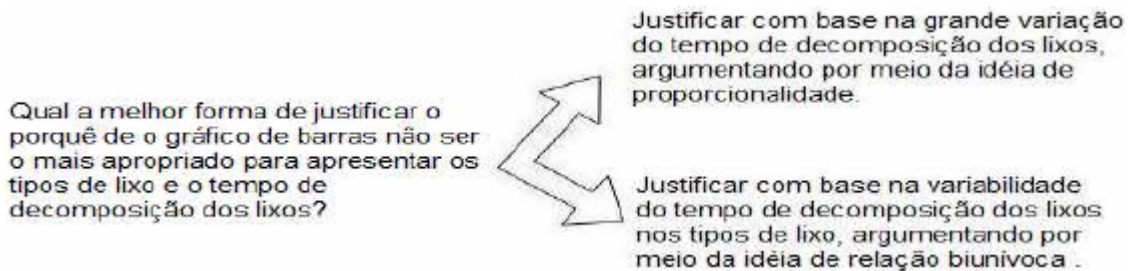 Qual a melhor forma de justificar o
porquê de o gráfico de barras não ser
o mais apropriado para apresentar os
tipos de lixo e o tempo de
decomposição dos lixos?
Justificar com base na grande variação
do tempo de decomposição dos lixos,
argumentando por meio da idéia de
proporcionalidade.
Justificar com base na variabilidade
do tempo de decomposição dos lixos
nos tipos de lixo, argumentando por
meio da idéia de relação biunívoca .